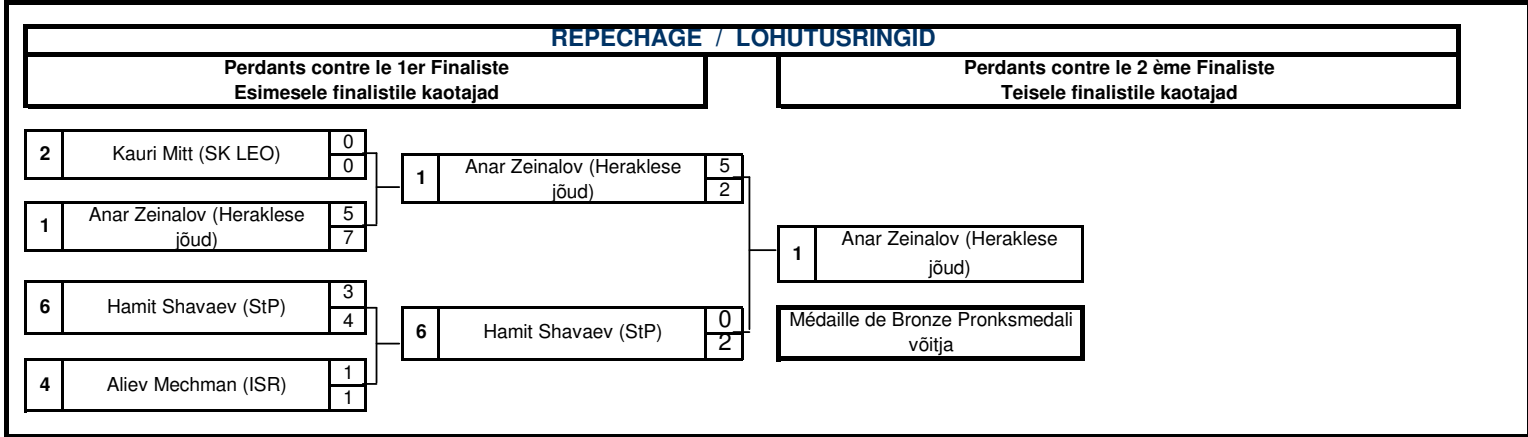 REPECHAGE / LOHUTUSRINGID
Perdants contre le 1er Finaliste
Esimesele finalistile kaotajad
Perdants contre le 2 ème Finaliste
Teisele finalistile kaotajad
2
Kauri Mitt (SK LEO)
0
0
1
Anar Zeinalov (Heraklese
jõud)
5
7
6
Hamit Shavaev (StP)
3
4
4
Aliev Mechman (ISR)
1
1
1
Anar Zeinalov (Heraklese
jõud)
5
2
6
Hamit Shavaev (StP)
0
2
1
Anar Zeinalov (Heraklese
jõud)
Médaille de Bronze Pronksmedali
võitja